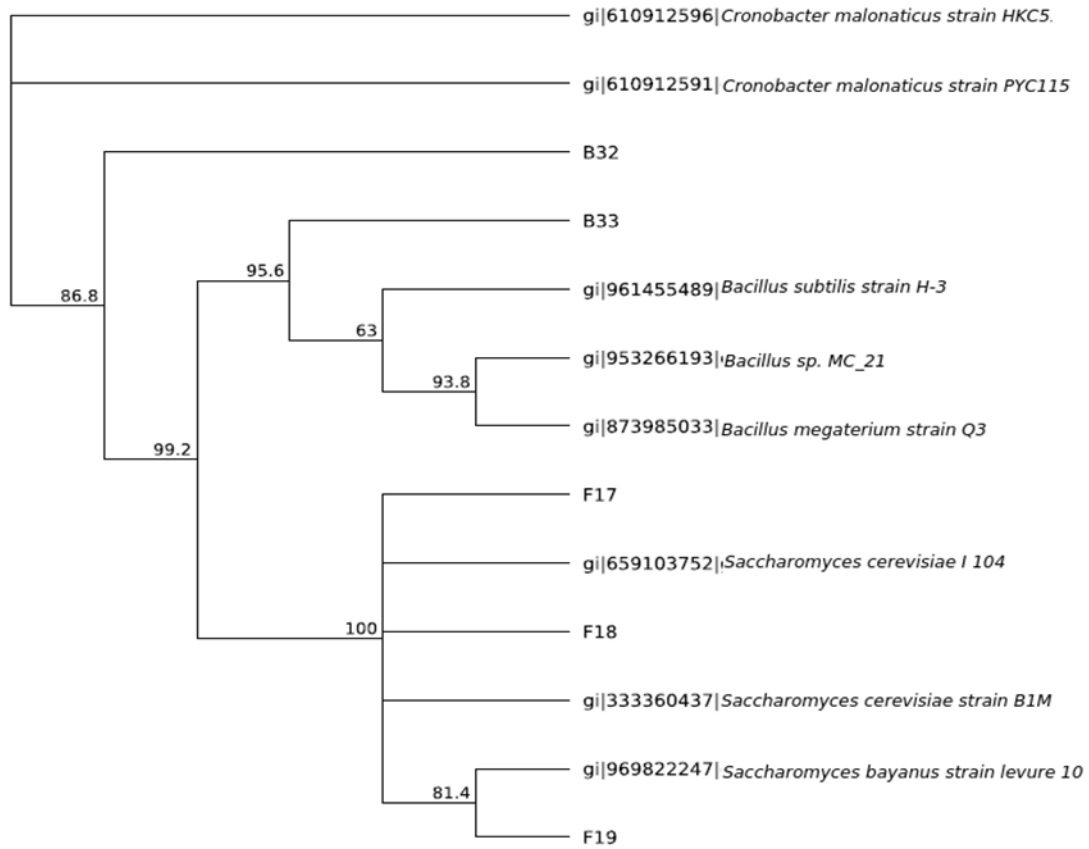 gi|610912596|Cronobacter malonaticus strain HKC5.
gi|610912591|Cronobacter malonaticus strain PYC115
B32
B33
95.6
86.8
gi|961455489|Bacillus subtilis strain H-3
63
gi|953266193|Bacillus sp. MC_21
93.8
gi|873985033|Bacillus megaterium strain Q3
99.2
F17
gi|659103752|Saccharomyces cerevisiae I 104
F18
100
gi|333360437|Saccharomyces cerevisiae strain B1M
gi|969822247|Saccharomyces bayanus strain levure 10
81.4
F19